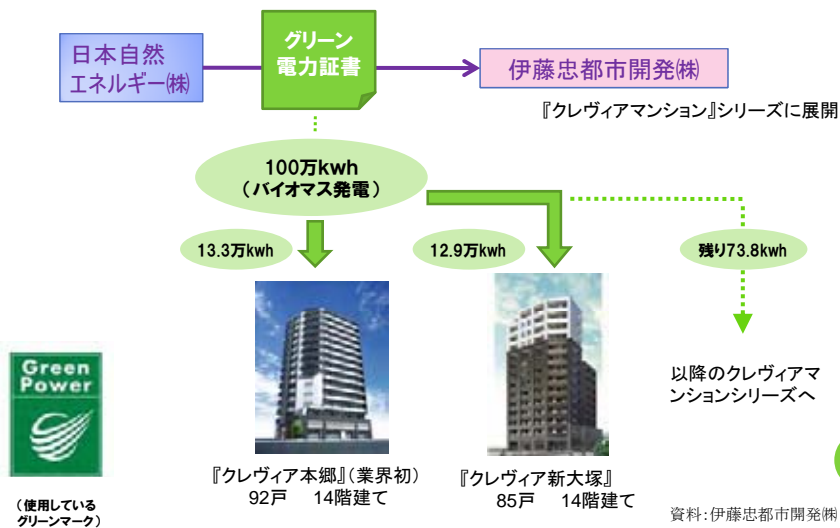 日本自然
エネルギー㈱
グリーン
電力証書
伊藤忠都市開発㈱
『クレヴィアマンション』シリーズに展開
100万kwh
(バイオマス発電)
13.3万kwh
12.9万kwh
残り73.8kwh
以降のクレヴィアマ
ンションシリーズへ
Green
Power
(使用している
グリーンマーク)
『クレヴィア本郷』(業界初)
92戸 14階建て
『クレヴィア新大塚』
85戸 14階建て
資料:伊藤忠都市開発㈱